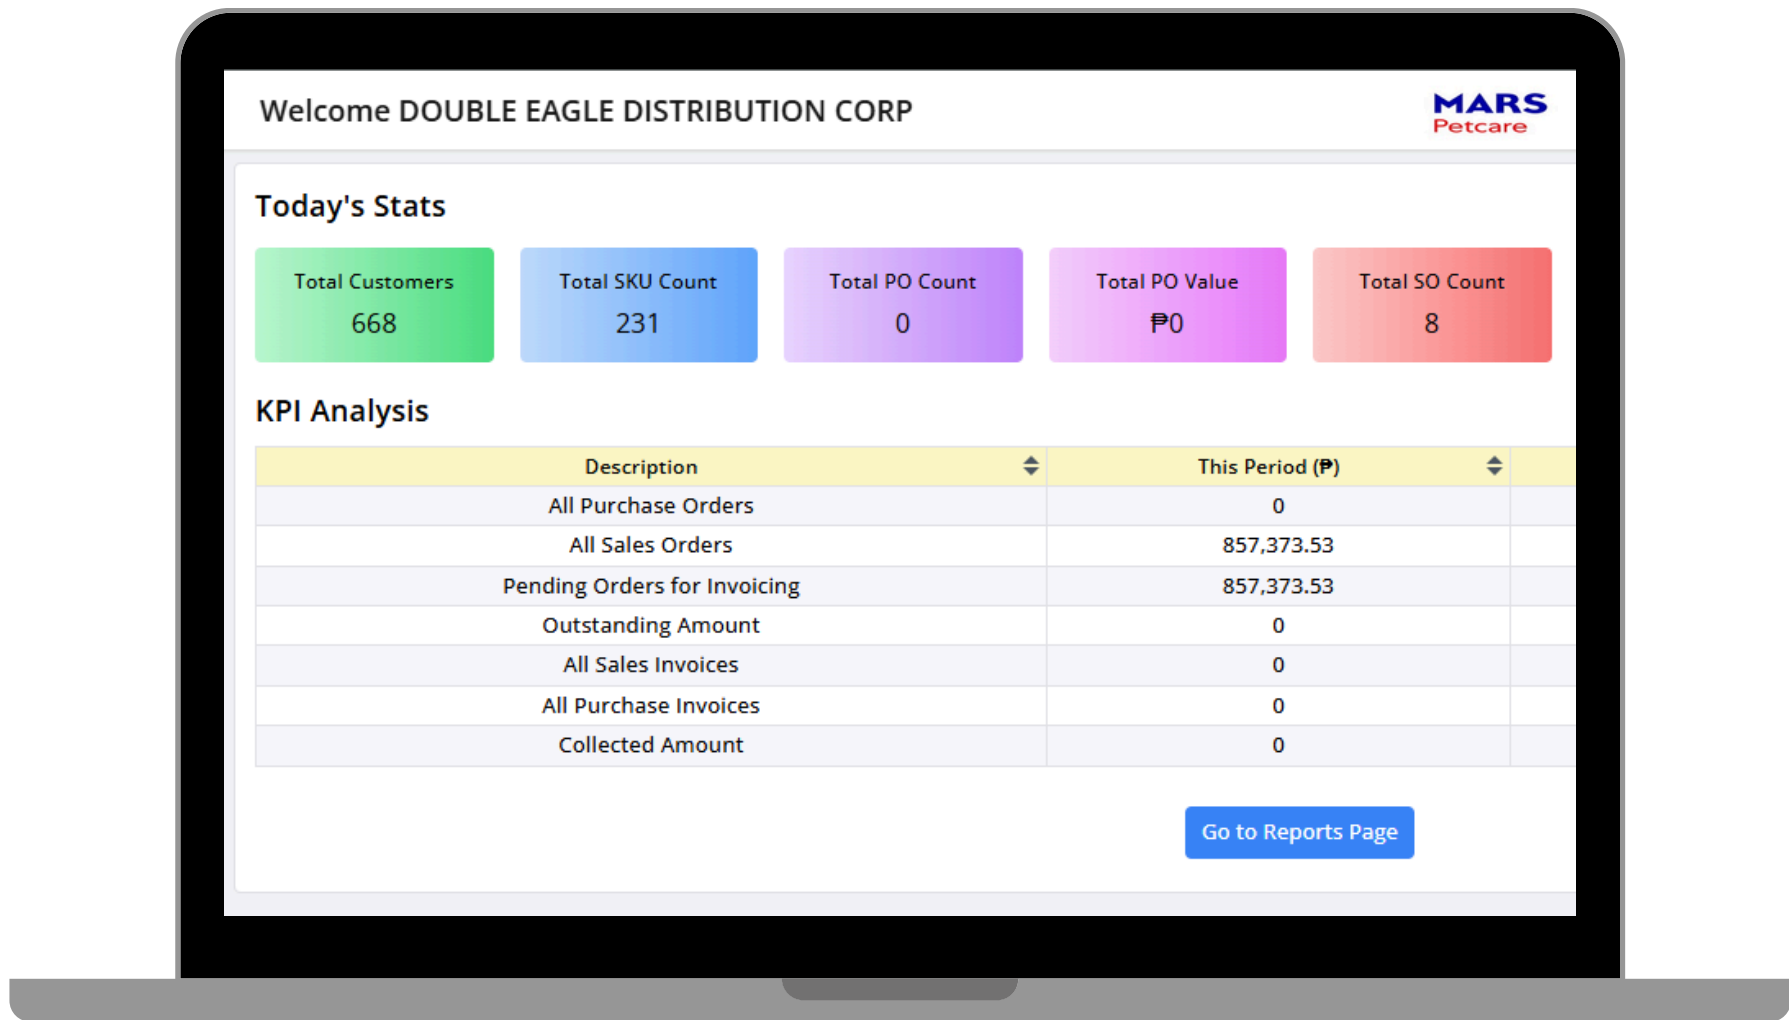 Welcome DOUBLE EAGLE DISTRIBUTION CORP
MARS
Petcare
Today's Stats
Total Customers
668
Total SKU Count
231
Total PO Count
0
Total PO Value
₱0
Total SO Count
8
KPI Analysis
Description This Period (₱)
All Purchase Orders 0
All Sales Orders 857,373.53
Pending Orders for Invoicing 857,373.53
Outstanding Amount 0
All Sales Invoices 0
All Purchase Invoices 0
Collected Amount 0
Go to Reports Page